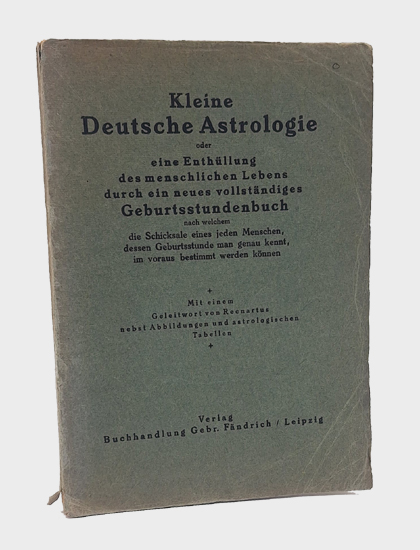 Kleine
Deutsche Astrologie
oder
eine Enthüllung
des menschlichen Lebens
durch ein neues vollständiges
Geburtsstundenbuch
nach welchem
die Schicksale eines jeden Menschen,
dessen Geburtsstunde man genau kennt,
im voraus bestimmt werden können
Mit einem
Geleitwort von Recnartus
nebst Abbildungen und astrologischen
Tabellen
Verlag
Buchhandlung Gebr. Fändrich / Leipzig